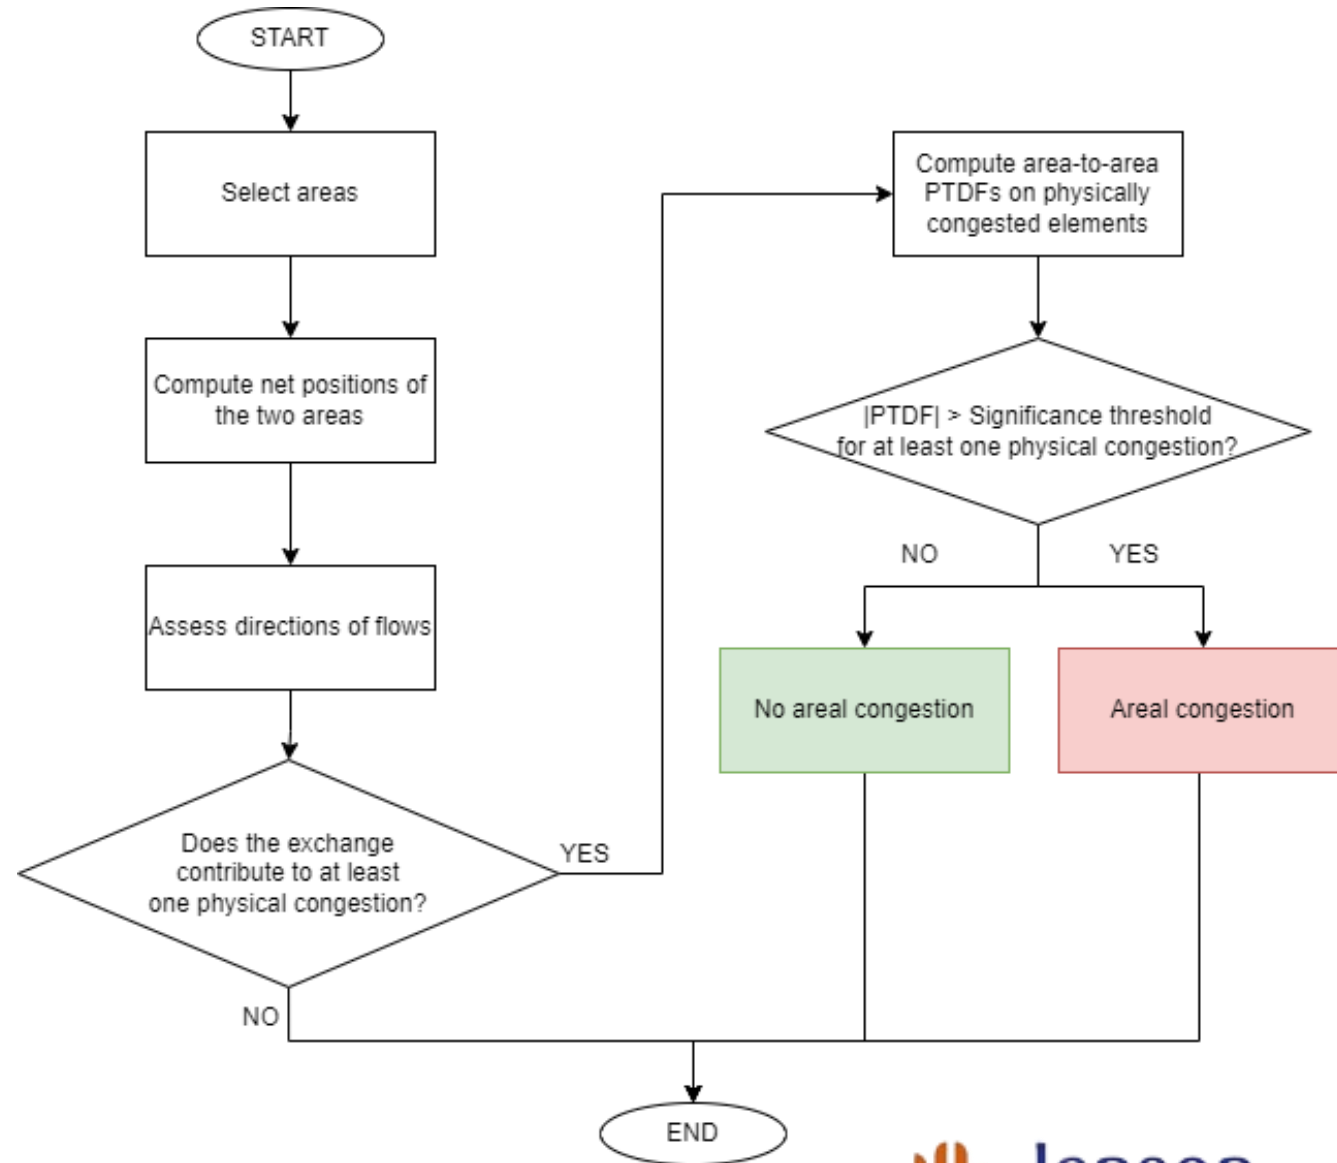 START
Select areas
Compute net positions of
the two areas
Assess directions of flows
Does the exchange
contribute to at least
one physical congestion?
YES
NO
Compute area-to-area
PTDFs on physically
congested elements
|PTDF| > Significance threshold
for at least one physical congestion?
NO
YES
No areal congestion
Areal congestion
END